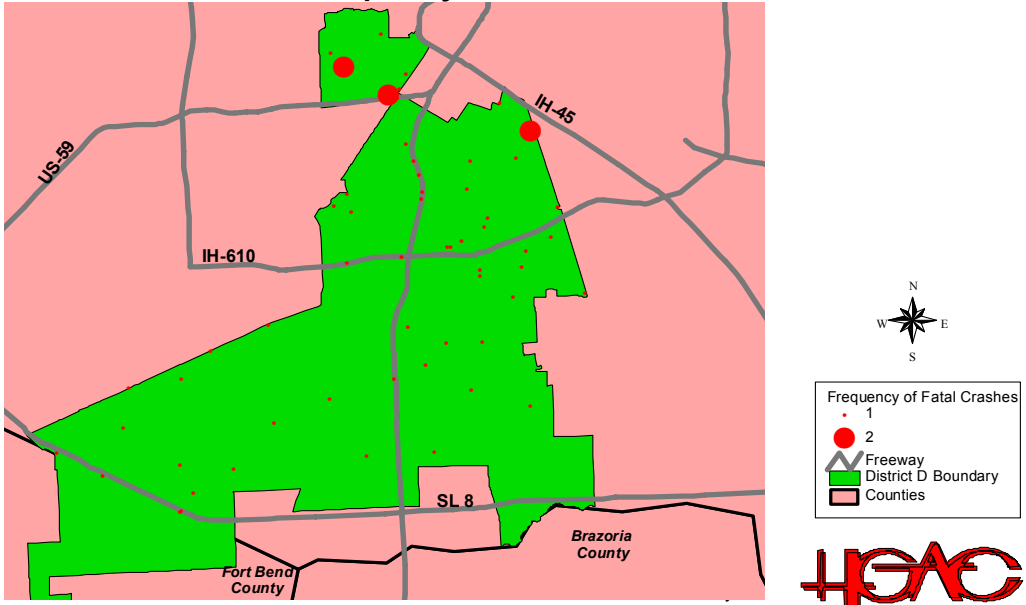 IH-45
US-59
IH-610
SL 8
Brazoria
County
Fort Bend
County
N
W
E
S
Frequency of Fatal Crashes
1
2
Freeway
District D Boundary
Counties
HGAC